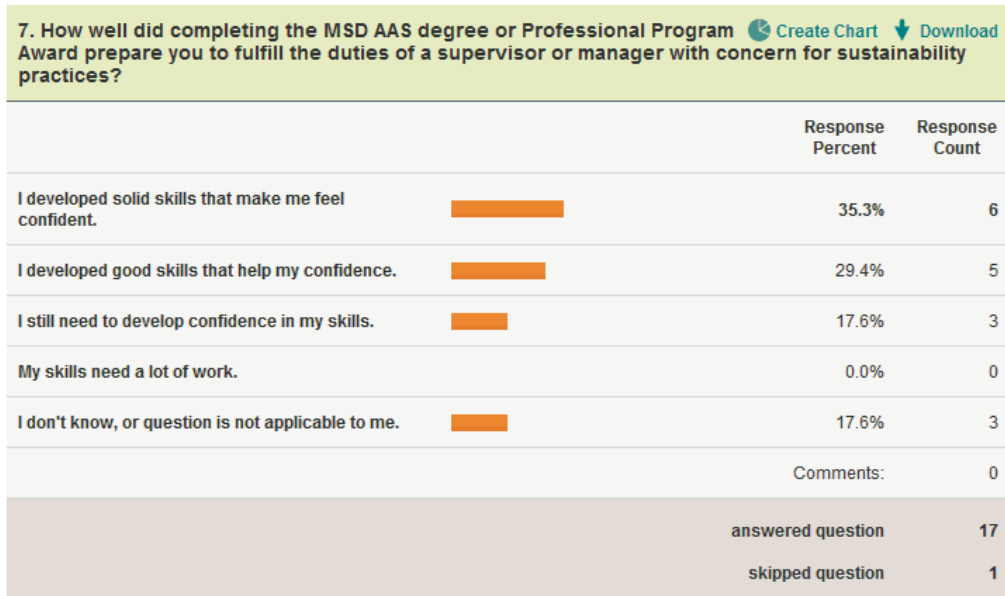 7. How well did completing the MSD AAS degree or Professional Program Create Chart Download
Award prepare you to fulfill the duties of a supervisor or manager with concern for sustainability
practices?
Response Percent Response Count
I developed solid skills that make me feel
confident. 35.3% 6
I developed good skills that help my confidence. 29.4% 5
I still need to develop confidence in my skills. 17.6% 3
My skills need a lot of work. 0.0% 0
I don't know, or question is not applicable to me. 17.6% 3
Comments: 0
answered question 17
skipped question 1